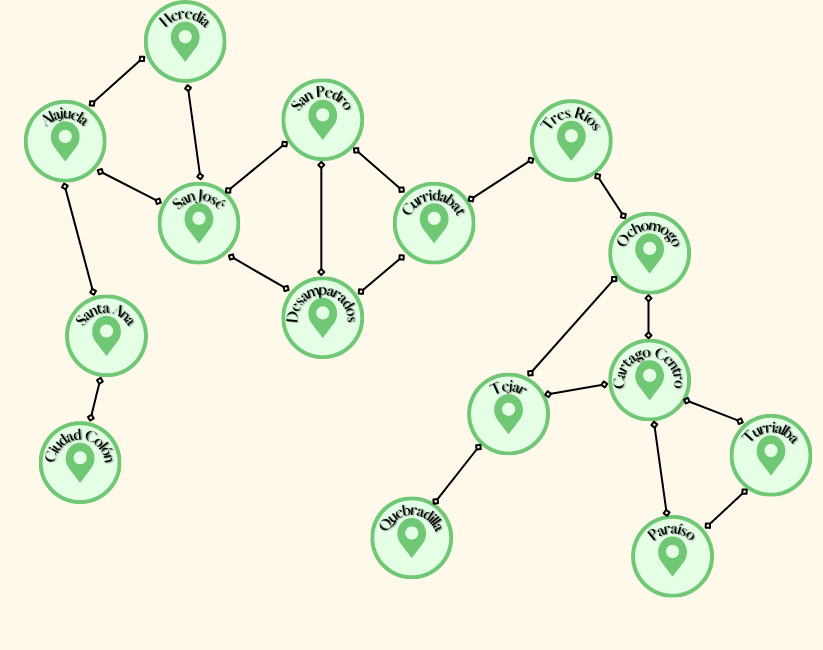 Heredia
Alajuela
San Pedro
Tres Ríos
San José
Curridabat
Ochomogo
Santa Ana
Desamparados
Cartago Centro
Tejar
Ciudad Colón
Turrialba
Quebradilla
Paraíso